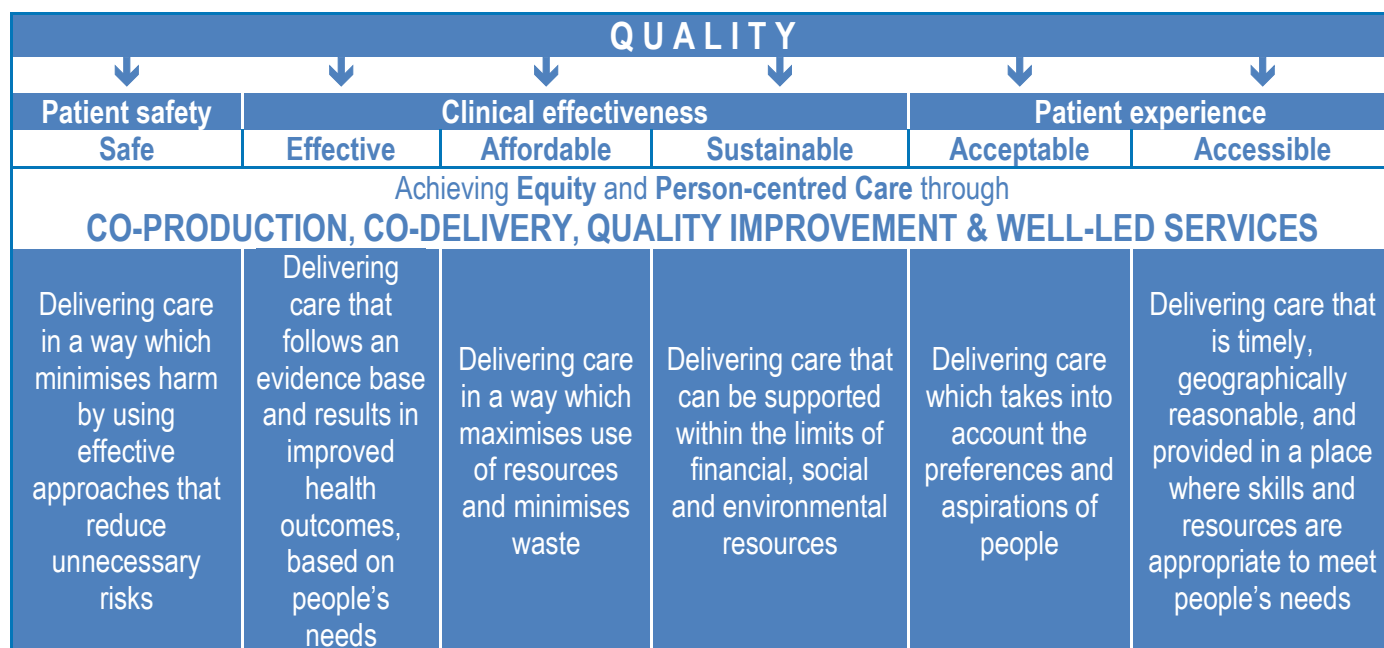 QUALITY
Patient safety
Clinical effectiveness
Patient experience
Safe
Effective
Affordable
Sustainable
Acceptable
Accessible
Achieving Equity and Person-centred Care through
CO-PRODUCTION, CO-DELIVERY, QUALITY IMPROVEMENT & WELL-LED SERVICES
Delivering care
in a way which
minimises harm
by using
effective
approaches that
reduce
unnecessary
risks
Delivering
care that
follows an
evidence base
and results in
improved
health
outcomes,
based on
people's
needs
Delivering care
in a way which
maximises use
of resources
and minimises
waste
Delivering care that
can be supported
within the limits of
financial, social
and environmental
resources
Delivering care
which takes into
account the
preferences and
aspirations of
people
Delivering care that
is timely,
geographically
reasonable, and
provided in a place
where skills and
resources are
appropriate to meet
people's needs